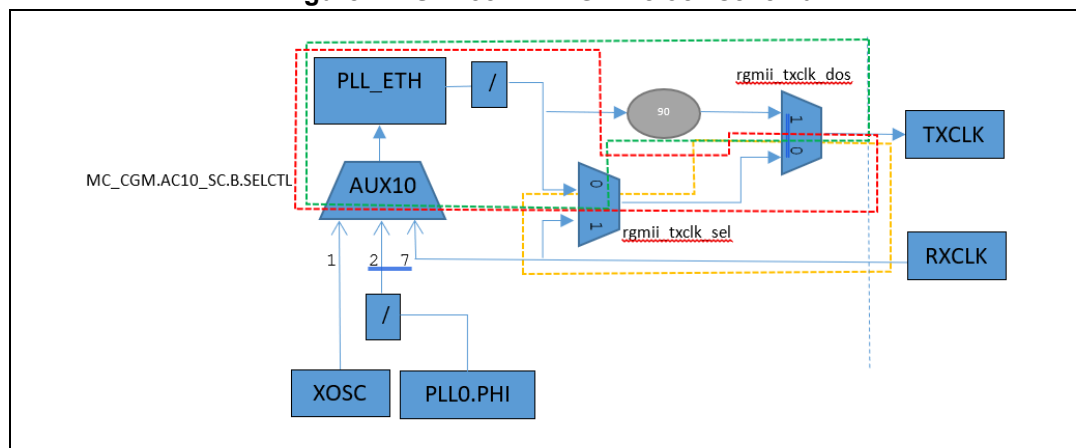 rgmii_txclk_dos
PLL_ETH
/
90
1
0
TXCLK
MC_CGM.AC10_SC.B.SELCTL
AUX10
0
1
rgmii_txclk_sel
RXCLK
1
2
7
/
XOSC
PLL0.PHI